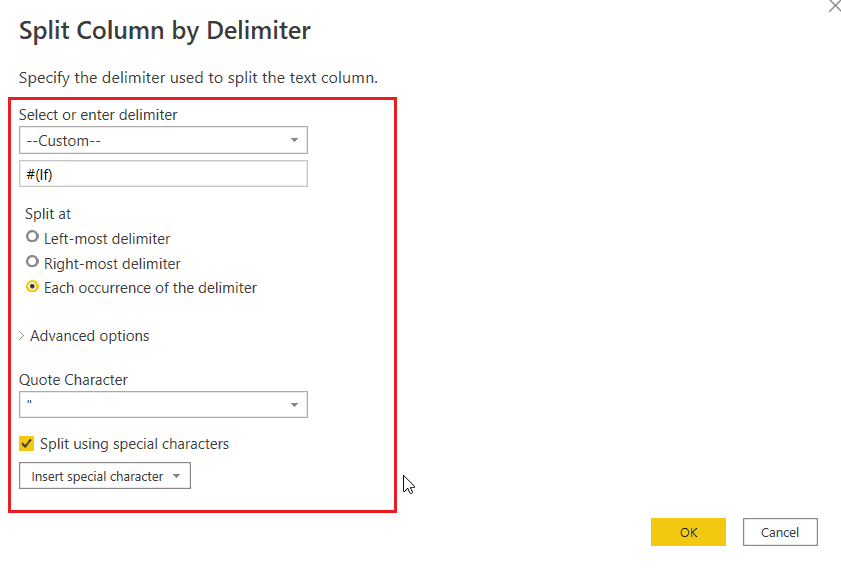 Split Column by Delimiter
Specify the delimiter used to split the text column.
Select or enter delimiter
--Custom--
#(lf)
Split at
Left-most delimiter
Right-most delimiter
Each occurrence of the delimiter
Advanced options
Quote Character
"
Split using special characters
Insert special character
OK
Cancel